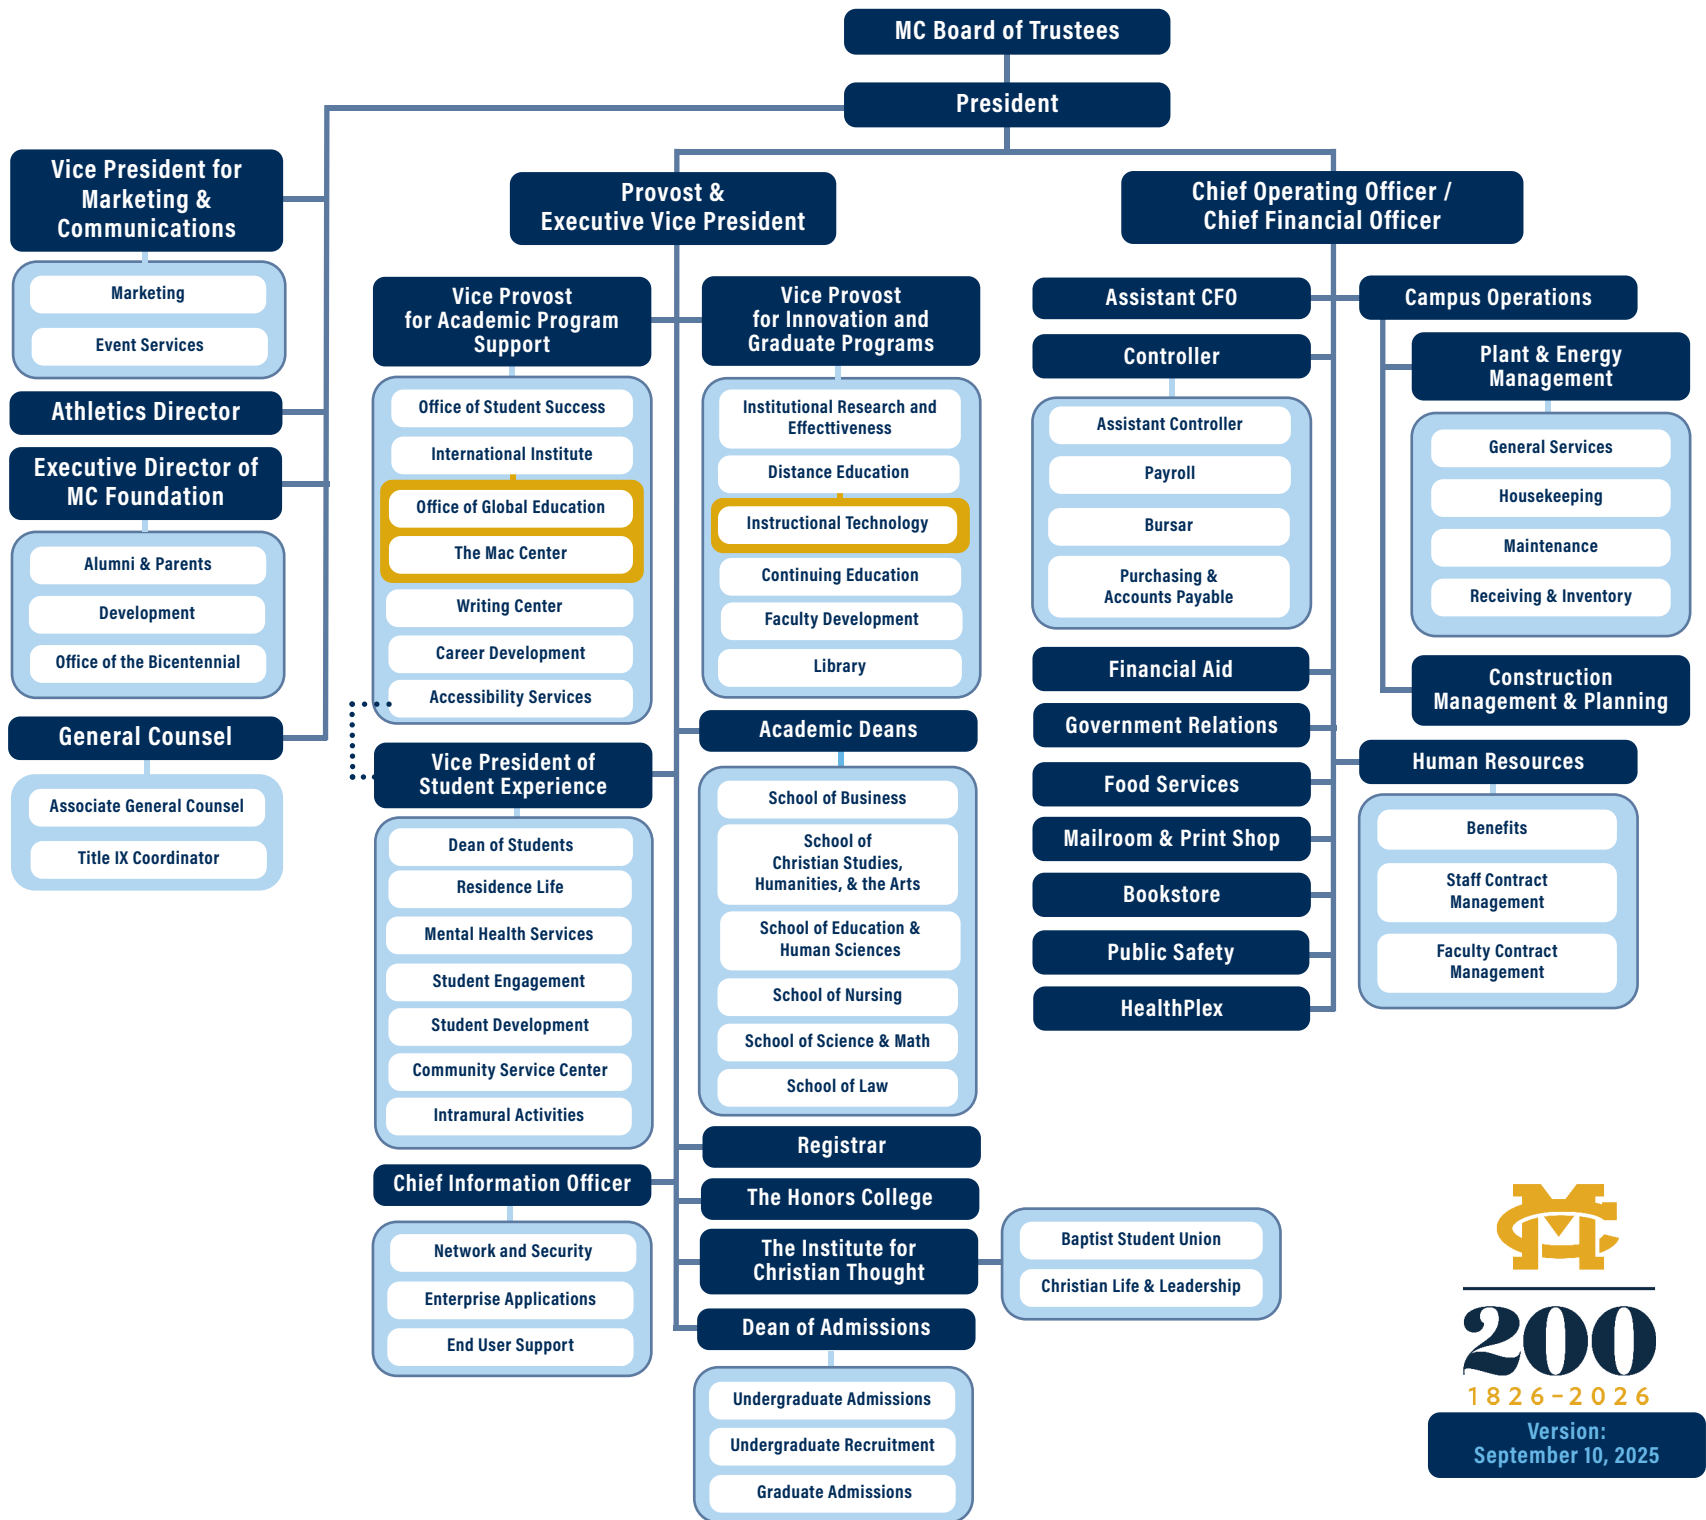 MC Board of Trustees
President
Vice President for
Marketing &
Communications
Marketing
Event Services
Athletics Director
Executive Director of
MC Foundation
Alumni & Parents
Development
Office of the Bicentennial
General Counsel
Associate General Counsel
Title IX Coordinator
Provost &
Executive Vice President
Vice Provost
for Academic Program
Support
Office of Student Success
International Institute
Office of Global Education
The Mac Center
Writing Center
Career Development
Accessibility Services
Vice President of
Student Experience
Dean of Students
Residence Life
Mental Health Services
Student Engagement
Student Development
Community Service Center
Intramural Activities
Chief Information Officer
Network and Security
Enterprise Applications
End User Support
Vice Provost
for Innovation and
Graduate Programs
Institutional Research and
Effecttiveness
Distance Education
Instructional Technology
Continuing Education
Faculty Development
Library
Academic Deans
School of Business
School of
Christian Studies,
Humanities, & the Arts
School of Education &
Human Sciences
School of Nursing
School of Science & Math
School of Law
Registrar
The Honors College
The Institute for
Christian Thought
Baptist Student Union
Christian Life & Leadership
Dean of Admissions
Undergraduate Admissions
Undergraduate Recruitment
Graduate Admissions
Chief Operating Officer /
Chief Financial Officer
Assistant CFO
Controller
Assistant Controller
Payroll
Bursar
Purchasing &
Accounts Payable
Financial Aid
Government Relations
Food Services
Mailroom & Print Shop
Bookstore
Public Safety
HealthPlex
Campus Operations
Plant & Energy
Management
General Services
Housekeeping
Maintenance
Receiving & Inventory
Construction
Management & Planning
Human Resources
Benefits
Staff Contract
Management
Faculty Contract
Management
MC
200
1826-2026
Version:
September 10, 2025